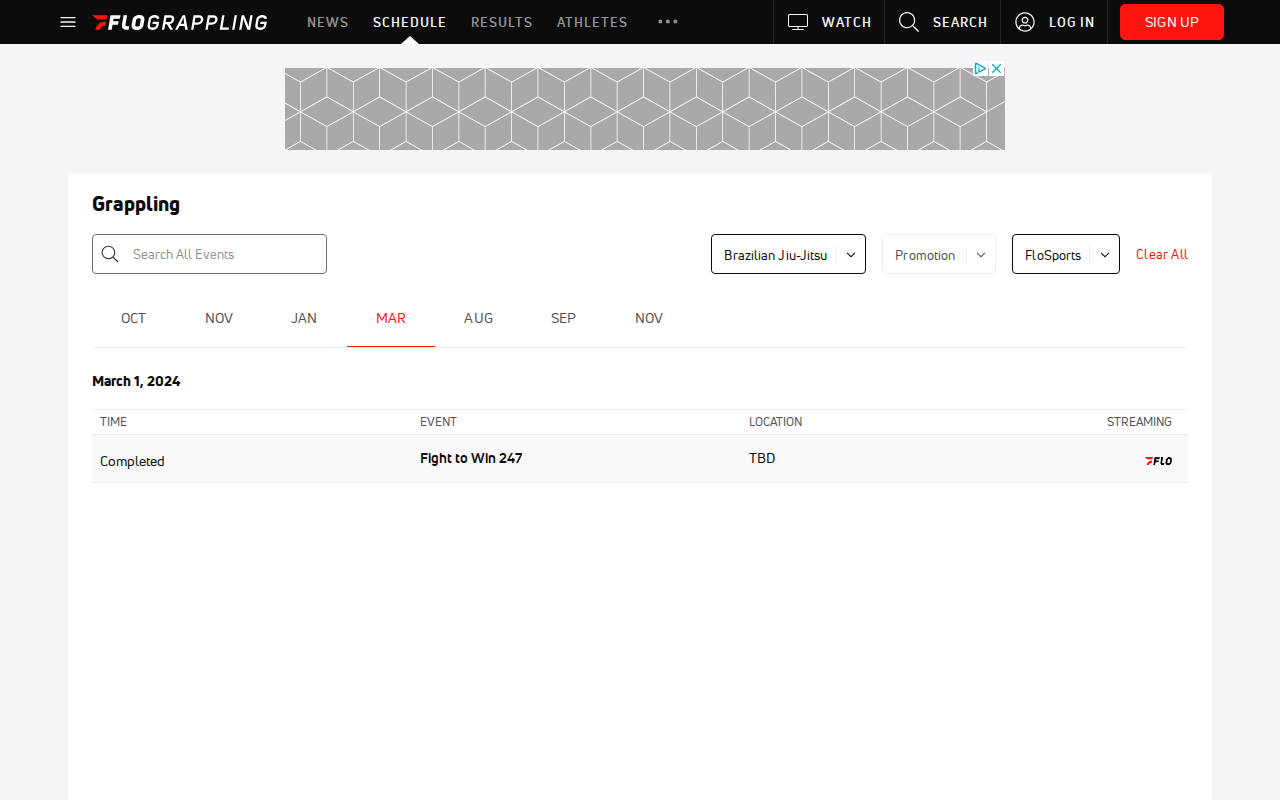 FLOGRAPPLING NEWS SCHEDULE RESULTS ATHLETES WATCH SEARCH LOG IN SIGN UP
Grappling
Search All Events Brazilian Jiu-Jitsu Promotion FloSports Clear All
OCT NOV JAN MAR AUG SEP NOV
March 1, 2024
TIME EVENT LOCATION STREAMING
Completed Fight to Win 247 TBD FLO